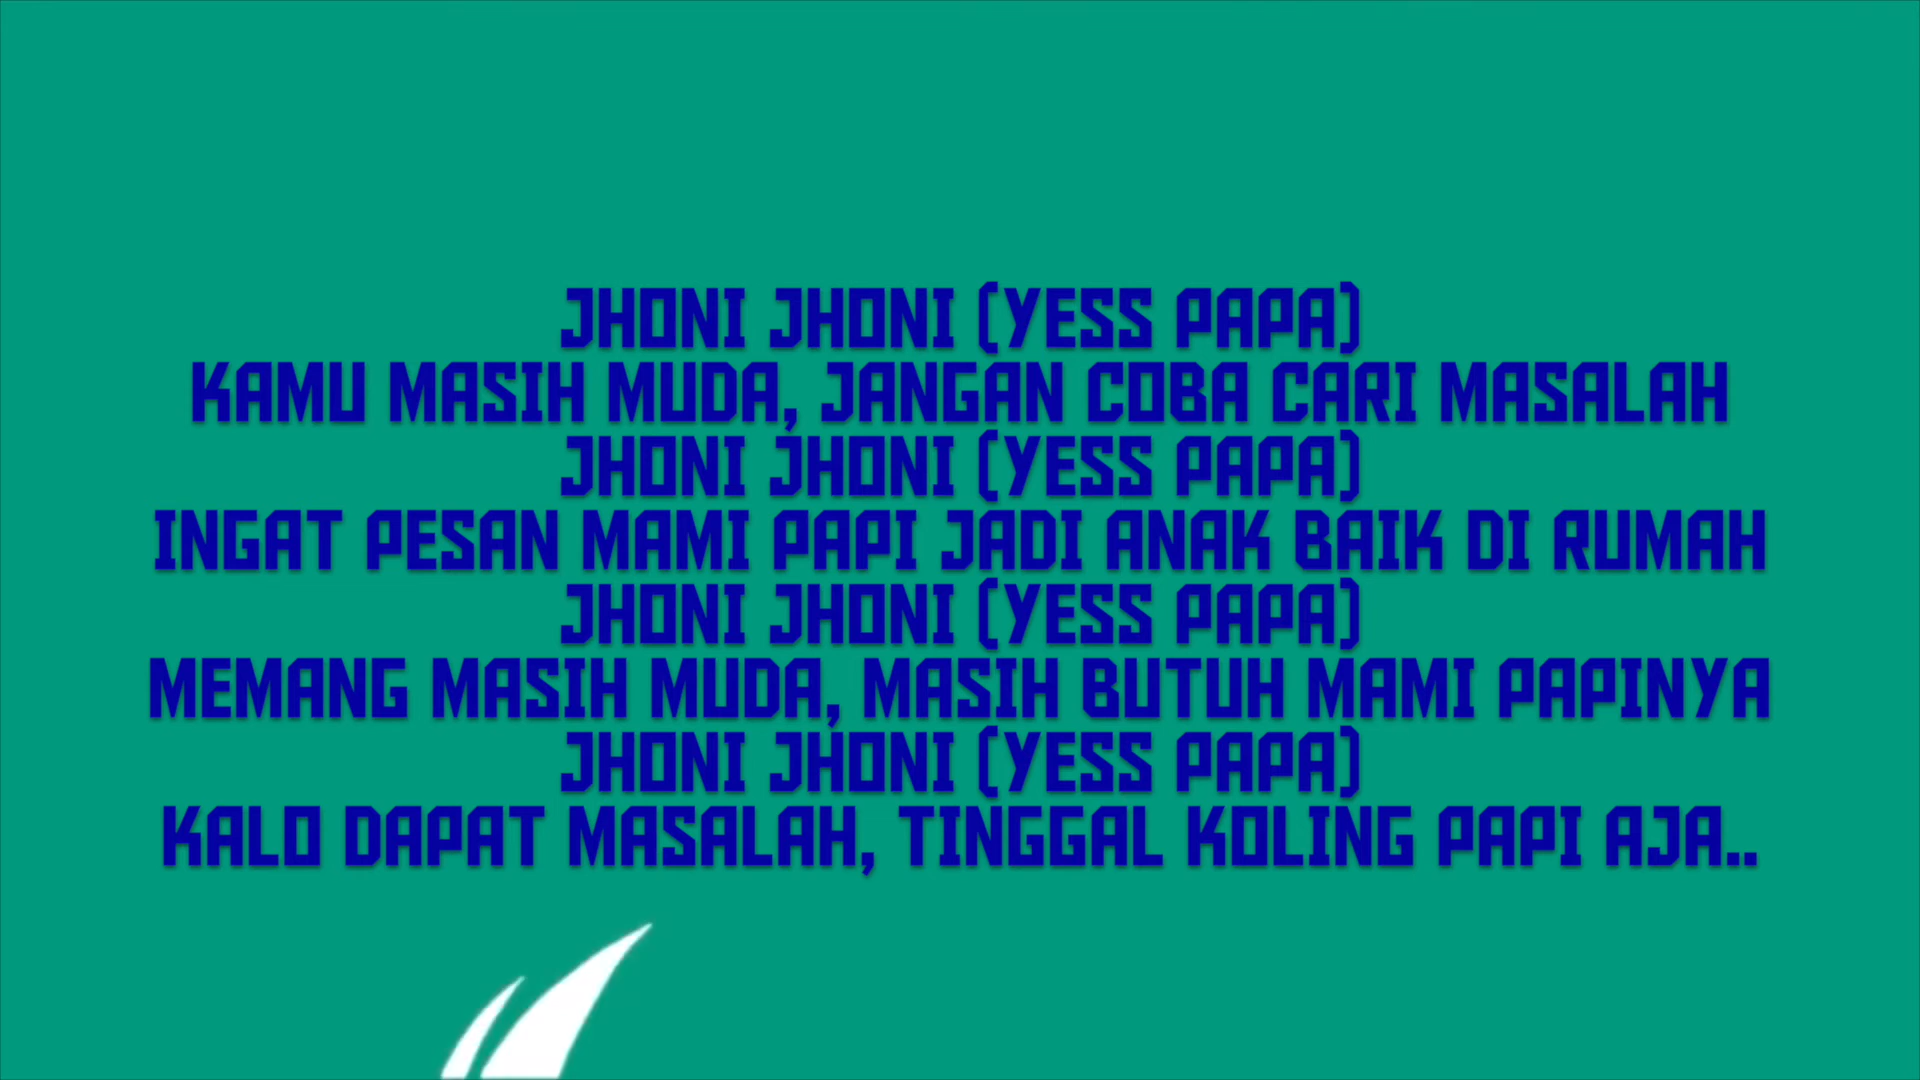 JHONI JHONI (YESS PAPA)
KAMU MASIH MUDA, JANGAN COBA CARI MASALAH
JHONI JHONI (YESS PAPA)
INGAT PESAN MAMI PAPI JADI ANAK BAIK DI RUMAH
JHONI JHONI (YESS PAPA)
MEMANG MASIH MUDA, MASIH BUTUH MAMI PAPINYA
JHONI JHONI (YESS PAPA)
KALO DAPAT MASALAH, TINGGAL KOLING PAPI AJA..